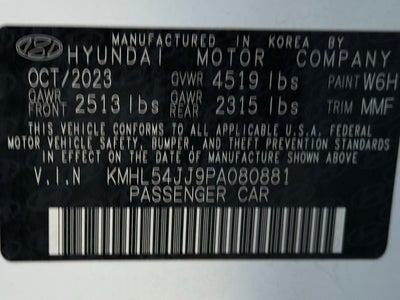 MANUFACTURED IN KOREA BY
HYUNDAI MOTOR COMPANY
OCT/2023 GVWR 4519 lbs PAINT W6H
GAWR FRONT 2513 lbs GAWR REAR 2315 lbs TRIM MMF
THIS VEHICLE CONFORMS TO ALL APPLICABLE U.S.A FEDERAL
MOTOR VEHICLE SAFETY, BUMPER, AND THEFT PREVENTION STANDARDS
IN EFFECT ON THE DATE OF MANUFACTURE SHOWN ABOVE.
V.I.N KMHL54JJ9PA080881
PASSENGER CAR